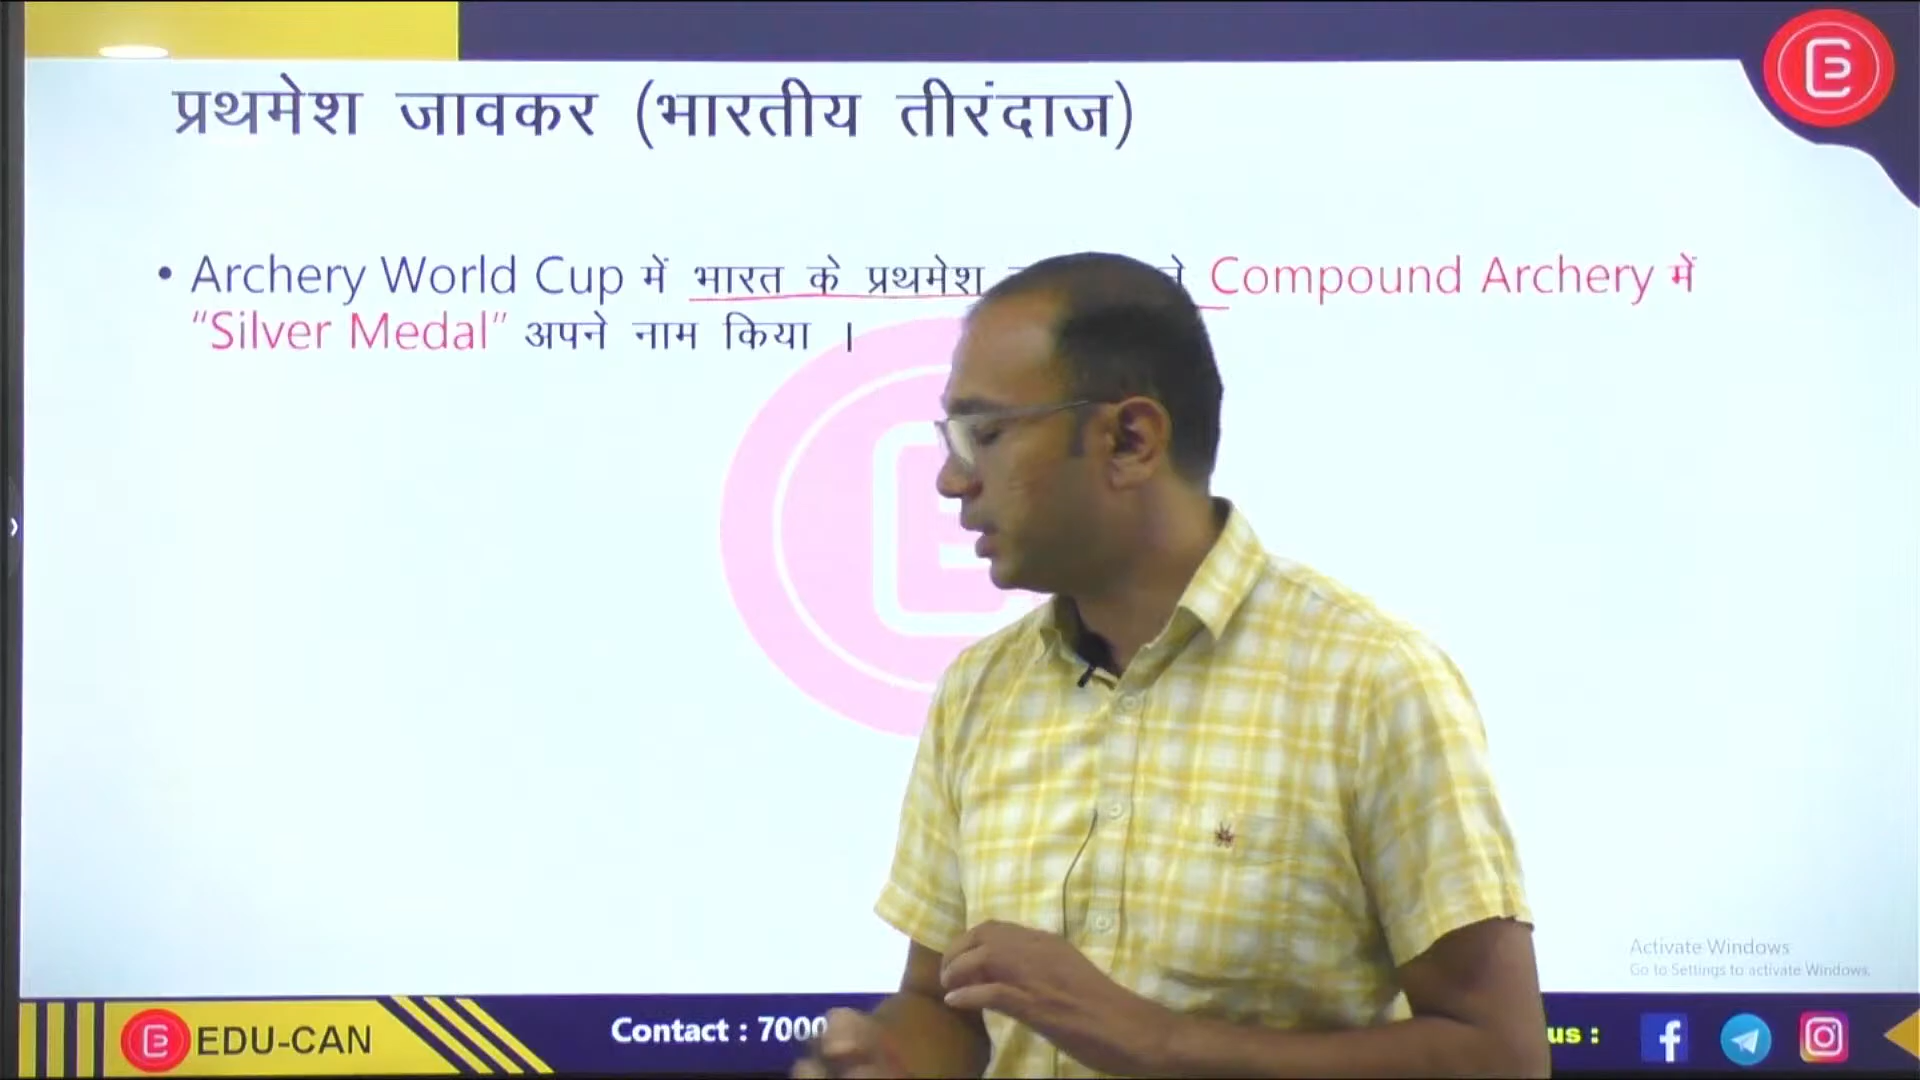 प्रथमेश जावकर (भारतीय तीरंदाज)
• Archery World Cup में भारत के प्रथमेश ने Compound Archery में
“Silver Medal” अपने नाम किया ।
Activate Windows
Go to Settings to activate Windows.
EDU-CAN
Contact : 7000
us :